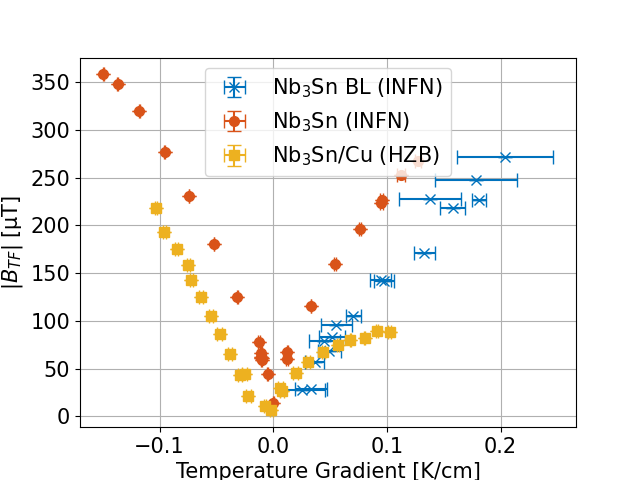 350
300
250
200
150
100
50
0
|B_TF| [µT]
Nb₃Sn BL (INFN)
Nb₃Sn (INFN)
Nb₃Sn/Cu (HZB)
−0.1 0.0 0.1 0.2
Temperature Gradient [K/cm]